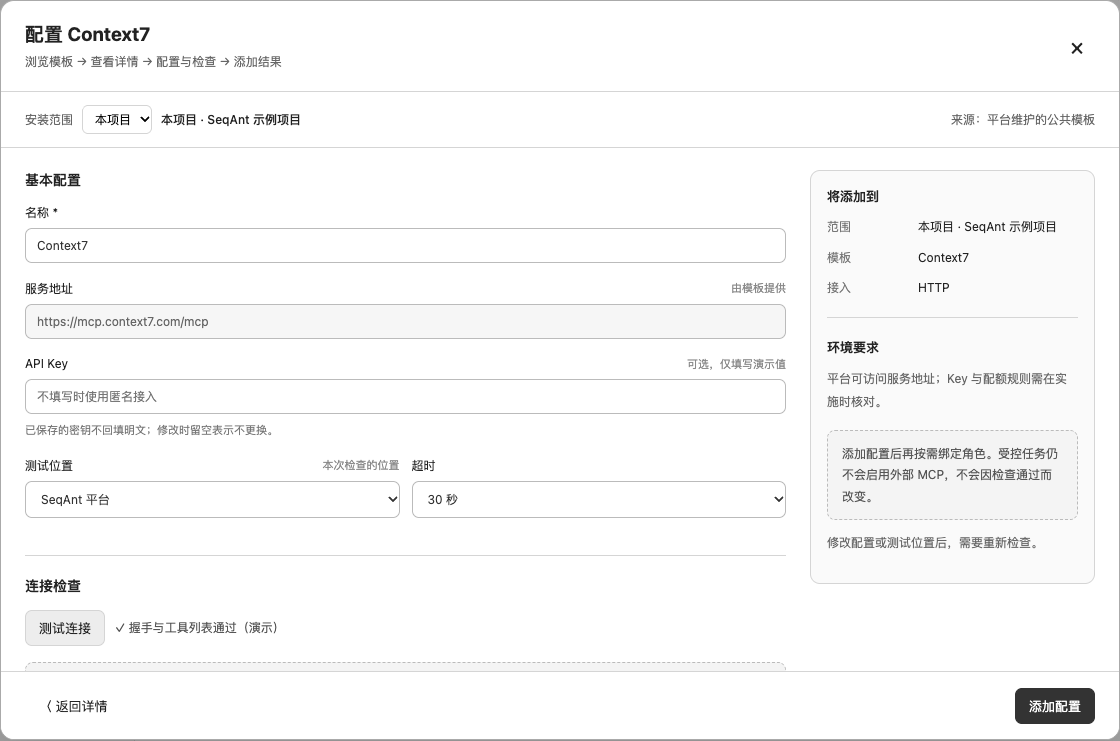 配置 Context7
浏览模板 → 查看详情 → 配置与检查 → 添加结果
×
安装范围 本项目 本项目 · SeqAnt 示例项目 来源：平台维护的公共模板
基本配置
名称 *
Context7
服务地址 由模板提供
https://mcp.context7.com/mcp
API Key 可选，仅填写演示值
不填写时使用匿名接入
已保存的密钥不回填明文；修改时留空表示不更换。
测试位置 本次检查的位置 超时
SeqAnt 平台 30 秒
连接检查
测试连接 ✓ 握手与工具列表通过（演示）
将添加到
范围 本项目 · SeqAnt 示例项目
模板 Context7
接入 HTTP
环境要求
平台可访问服务地址；Key 与配额规则需在实
施时核对。
添加配置后再按需绑定角色。受控任务仍
不会启用外部 MCP，不会因检查通过而
改变。
修改配置或测试位置后，需要重新检查。
〈 返回详情 添加配置